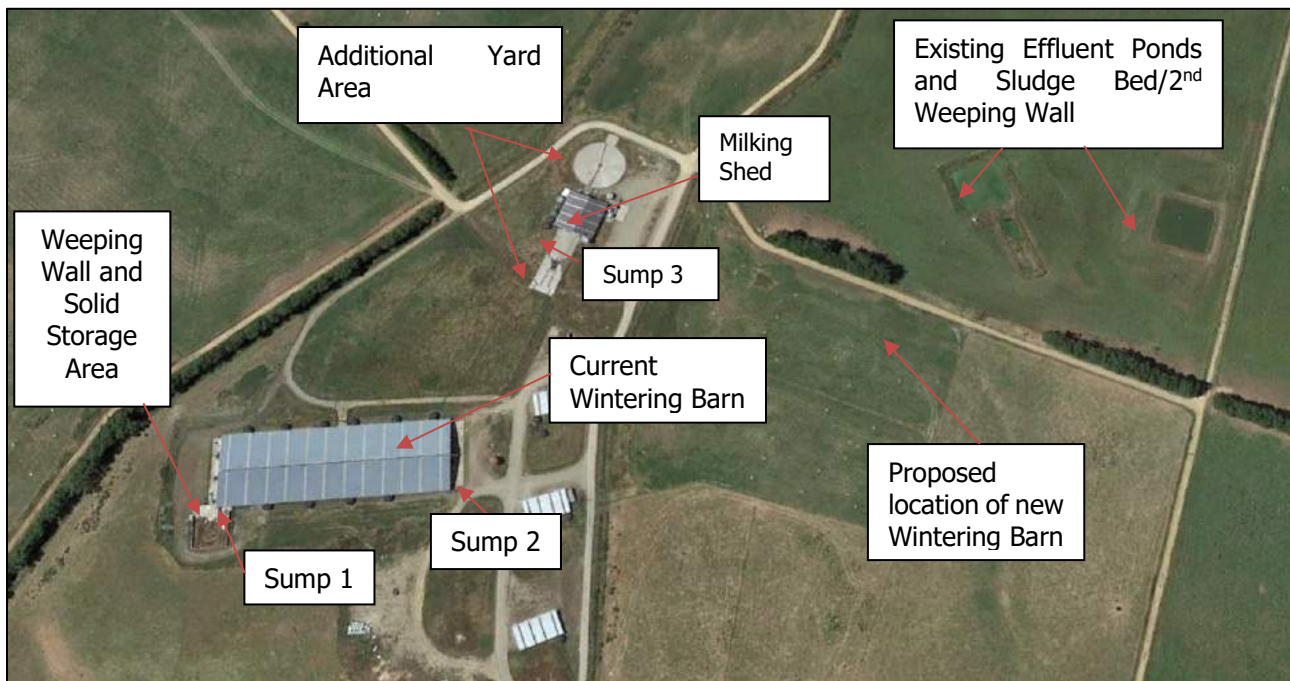 Additional Yard
Area
Existing Effluent Ponds
and Sludge Bed/2nd
Weeping Wall
Milking
Shed
Weeping
Wall and
Solid
Storage
Area
Sump 3
Current
Wintering Barn
Proposed
location of new
Wintering Barn
Sump 2
Sump 1